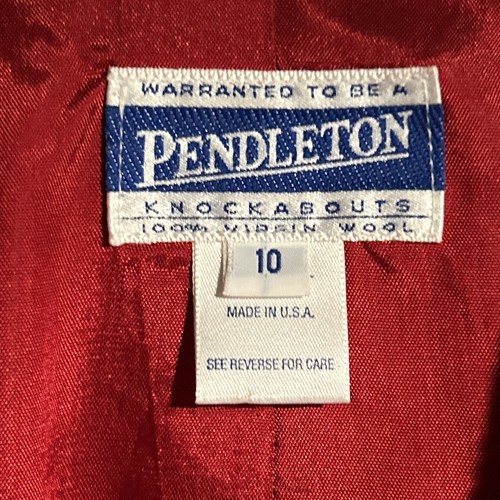 WARRANTED TO BE A
PENDLETON
KNOCKABOUTS
100% VIRGIN WOOL
10
MADE IN U.S.A.
SEE REVERSE FOR CARE